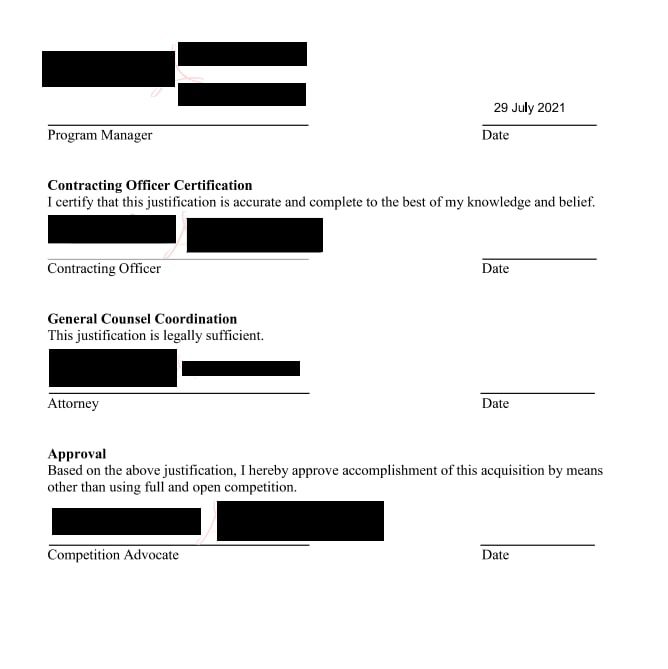 29 July 2021
Program Manager Date
Contracting Officer Certification
I certify that this justification is accurate and complete to the best of my knowledge and belief.
Contracting Officer Date
General Counsel Coordination
This justification is legally sufficient.
Attorney Date
Approval
Based on the above justification, I hereby approve accomplishment of this acquisition by means
other than using full and open competition.
Competition Advocate Date